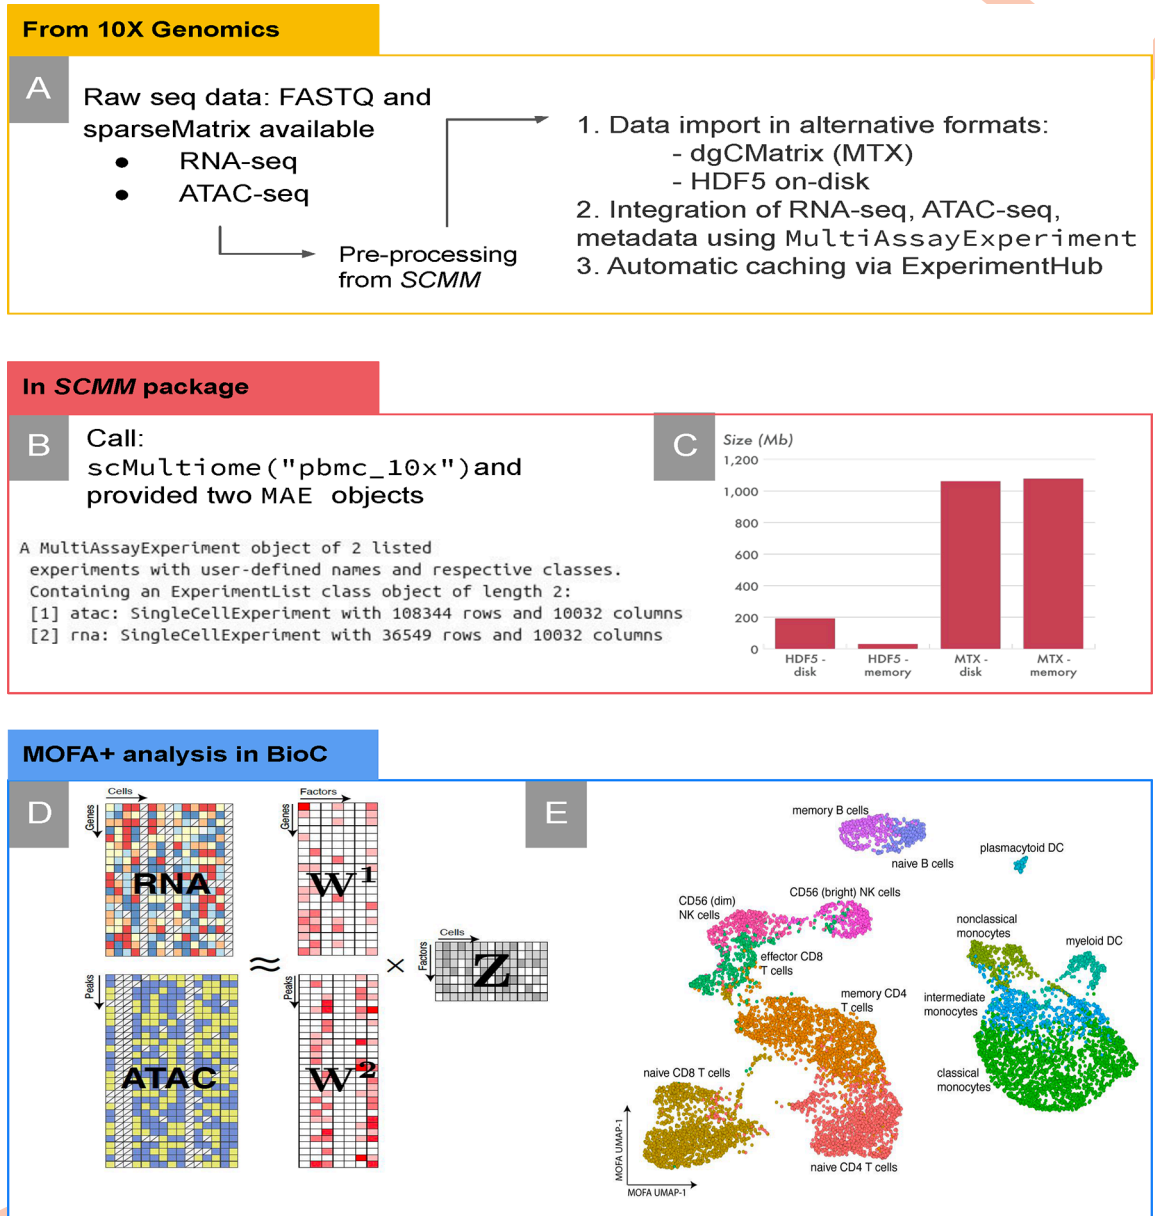 From 10X Genomics
A
Raw seq data: FASTQ and
sparseMatrix available
● RNA-seq
● ATAC-seq
Pre-processing
from SCMM
1. Data import in alternative formats:
- dgCMatrix (MTX)
- HDF5 on-disk
2. Integration of RNA-seq, ATAC-seq,
metadata using MultiAssayExperiment
3. Automatic caching via ExperimentHub
In SCMM package
B
Call:
scMultiome("pbmc_10x") and
provided two MAE objects
A MultiAssayExperiment object of 2 listed
experiments with user-defined names and respective classes.
Containing an ExperimentList class object of length 2:
[1] atac: SingleCellExperiment with 108344 rows and 10032 columns
[2] rna: SingleCellExperiment with 36549 rows and 10032 columns
C
Size (Mb)
1,200
1,000
800
600
400
200
0
HDF5 -
disk
HDF5 -
memory
MTX -
disk
MTX -
memory
MOFA+ analysis in BioC
D
Cells
Genes
RNA
Peaks
ATAC
≈
Factors
Genes
W1
Peaks
W2
×
Cells
Factors
Z
E
memory B cells
naive B cells
plasmacytoid DC
CD56 (dim)
NK cells
CD56 (bright) NK cells
effector CD8
T cells
nonclassical
monocytes
myeloid DC
memory CD4
T cells
intermediate
monocytes
naive CD8 T cells
classical
monocytes
naive CD4 T cells
MOFA UMAP-1
MOFA UMAP-1